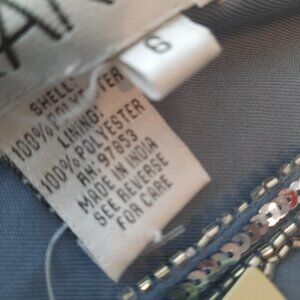 6
SHELL:
100% POLYESTER
LINING:
100% POLYESTER
RN: 97853
MADE IN INDIA
SEE REVERSE
FOR CARE